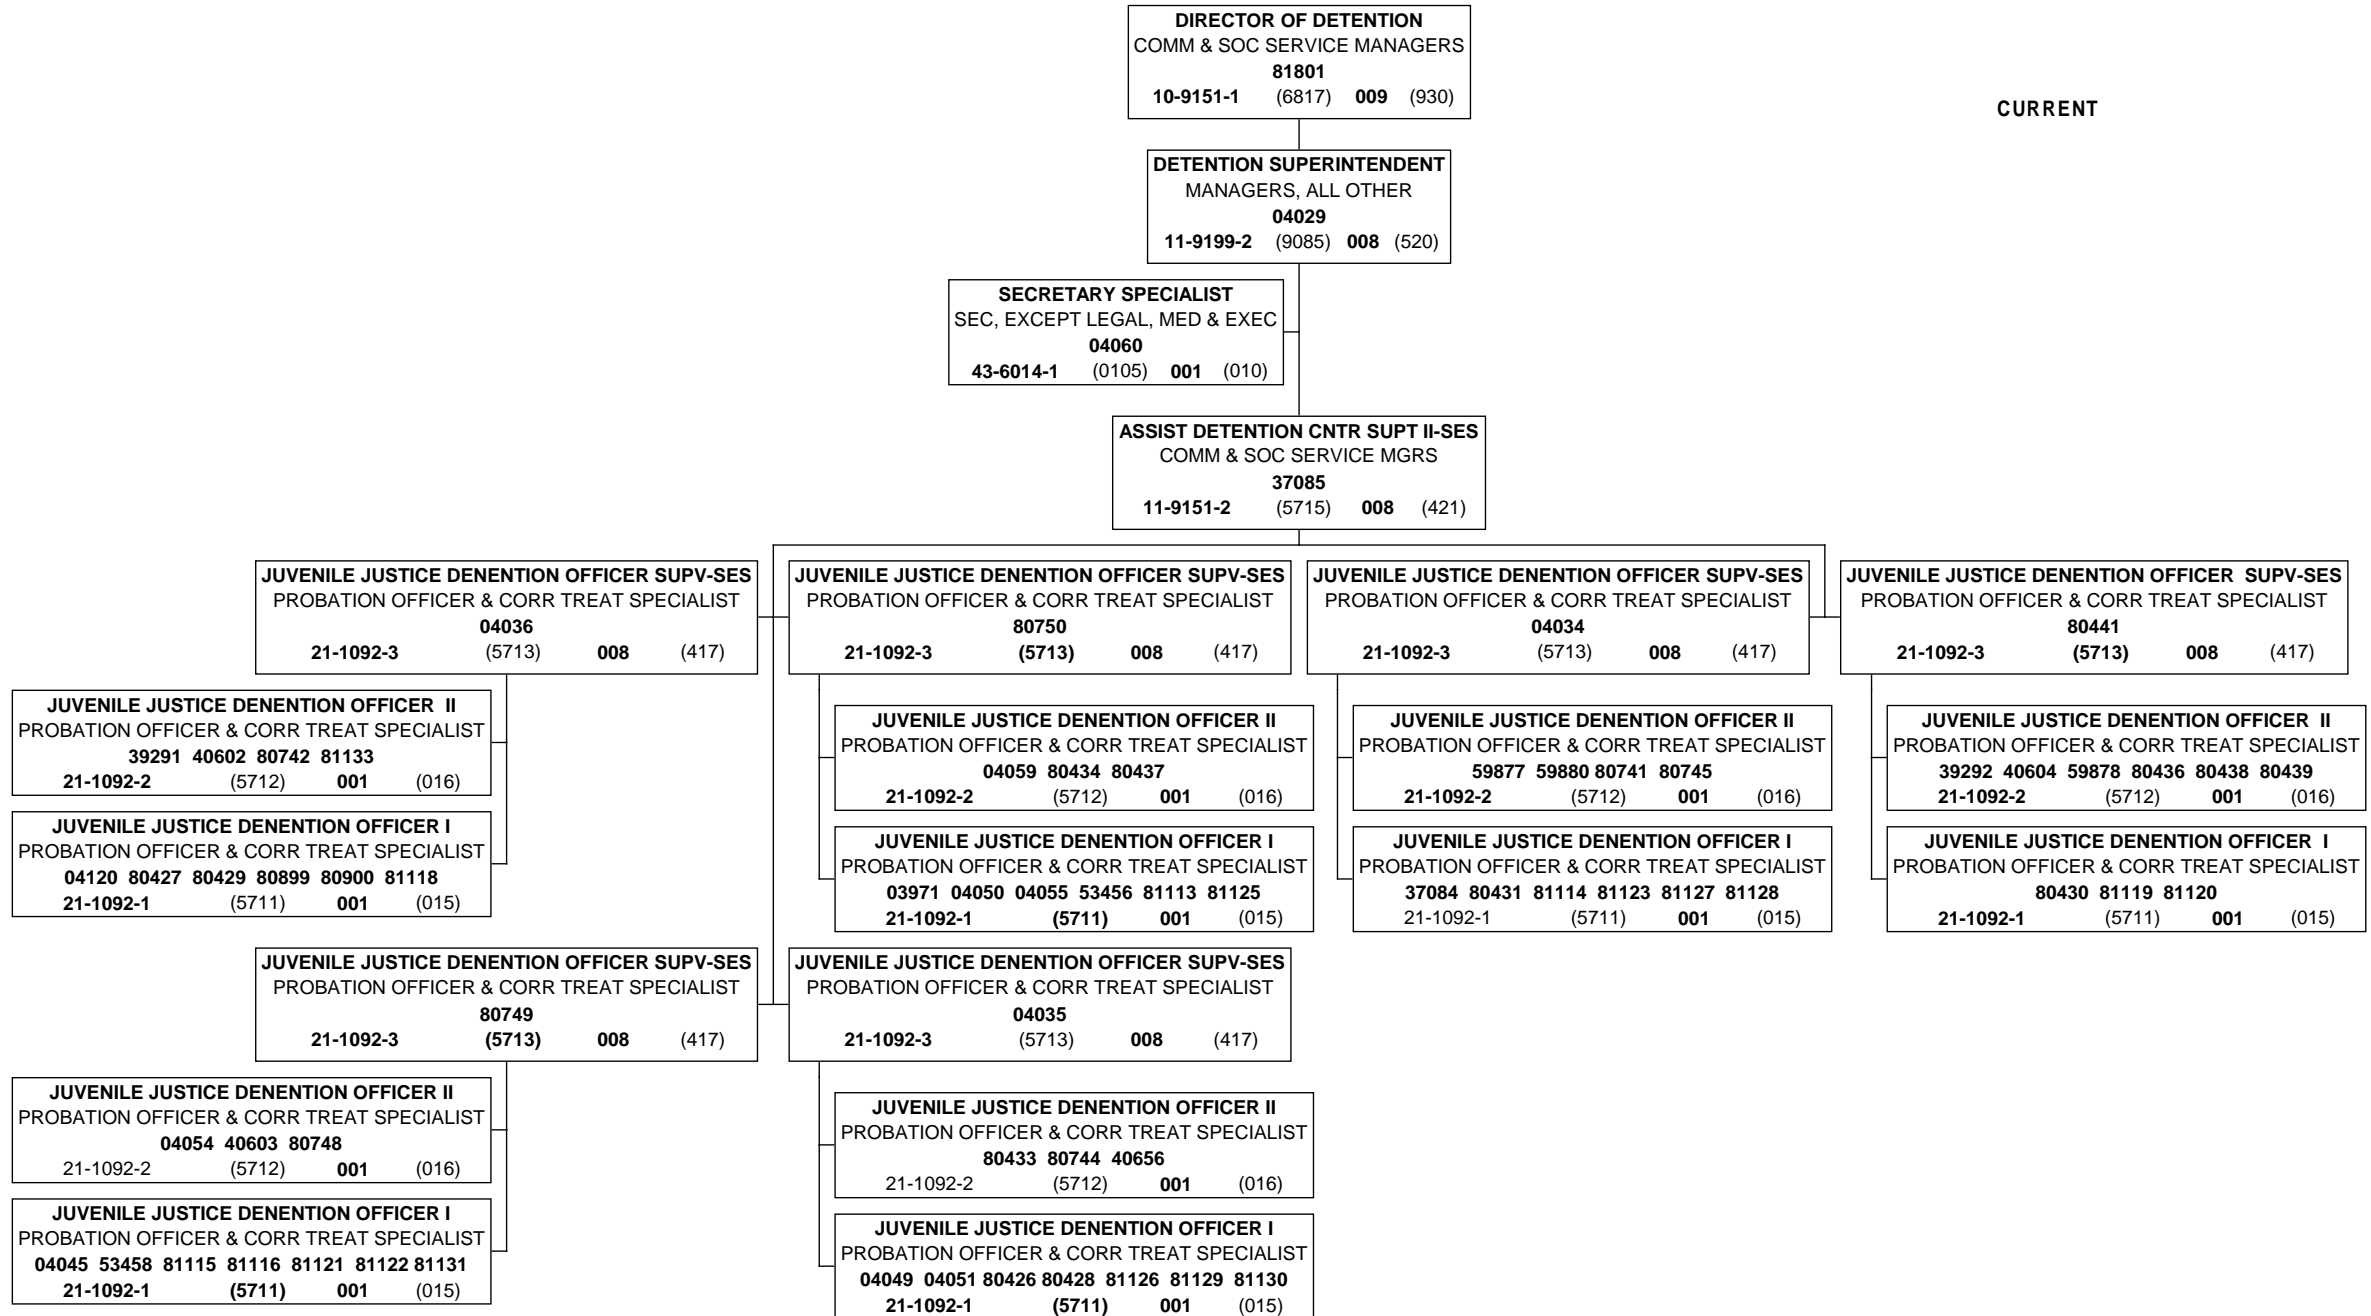 DIRECTOR OF DETENTION
COMM & SOC SERVICE MANAGERS
81801
10-9151-1 (6817) 009 (930)
CURRENT
DETENTION SUPERINTENDENT
MANAGERS, ALL OTHER
04029
11-9199-2 (9085) 008 (520)
SECRETARY SPECIALIST
SEC, EXCEPT LEGAL, MED & EXEC
04060
43-6014-1 (0105) 001 (010)
ASSIST DETENTION CNTR SUPT II-SES
COMM & SOC SERVICE MGRS
37085
11-9151-2 (5715) 008 (421)
JUVENILE JUSTICE DENENTION OFFICER SUPV-SES
PROBATION OFFICER & CORR TREAT SPECIALIST
04036
21-1092-3 (5713) 008 (417)
JUVENILE JUSTICE DENENTION OFFICER II
PROBATION OFFICER & CORR TREAT SPECIALIST
39291 40602 80742 81133
21-1092-2 (5712) 001 (016)
JUVENILE JUSTICE DENENTION OFFICER I
PROBATION OFFICER & CORR TREAT SPECIALIST
04120 80427 80429 80899 80900 81118
21-1092-1 (5711) 001 (015)
JUVENILE JUSTICE DENENTION OFFICER SUPV-SES
PROBATION OFFICER & CORR TREAT SPECIALIST
80750
21-1092-3 (5713) 008 (417)
JUVENILE JUSTICE DENENTION OFFICER II
PROBATION OFFICER & CORR TREAT SPECIALIST
04059 80434 80437
21-1092-2 (5712) 001 (016)
JUVENILE JUSTICE DENENTION OFFICER I
PROBATION OFFICER & CORR TREAT SPECIALIST
03971 04050 04055 53456 81113 81125
21-1092-1 (5711) 001 (015)
JUVENILE JUSTICE DENENTION OFFICER SUPV-SES
PROBATION OFFICER & CORR TREAT SPECIALIST
04034
21-1092-3 (5713) 008 (417)
JUVENILE JUSTICE DENENTION OFFICER II
PROBATION OFFICER & CORR TREAT SPECIALIST
59877 59880 80741 80745
21-1092-2 (5712) 001 (016)
JUVENILE JUSTICE DENENTION OFFICER I
PROBATION OFFICER & CORR TREAT SPECIALIST
37084 80431 81114 81123 81127 81128
21-1092-1 (5711) 001 (015)
JUVENILE JUSTICE DENENTION OFFICER SUPV-SES
PROBATION OFFICER & CORR TREAT SPECIALIST
80441
21-1092-3 (5713) 008 (417)
JUVENILE JUSTICE DENENTION OFFICER II
PROBATION OFFICER & CORR TREAT SPECIALIST
39292 40604 59878 80436 80438 80439
21-1092-2 (5712) 001 (016)
JUVENILE JUSTICE DENENTION OFFICER I
PROBATION OFFICER & CORR TREAT SPECIALIST
80430 81119 81120
21-1092-1 (5711) 001 (015)
JUVENILE JUSTICE DENENTION OFFICER SUPV-SES
PROBATION OFFICER & CORR TREAT SPECIALIST
80749
21-1092-3 (5713) 008 (417)
JUVENILE JUSTICE DENENTION OFFICER II
PROBATION OFFICER & CORR TREAT SPECIALIST
04054 40603 80748
21-1092-2 (5712) 001 (016)
JUVENILE JUSTICE DENENTION OFFICER I
PROBATION OFFICER & CORR TREAT SPECIALIST
04045 53458 81115 81116 81121 81122 81131
21-1092-1 (5711) 001 (015)
JUVENILE JUSTICE DENENTION OFFICER SUPV-SES
PROBATION OFFICER & CORR TREAT SPECIALIST
04035
21-1092-3 (5713) 008 (417)
JUVENILE JUSTICE DENENTION OFFICER II
PROBATION OFFICER & CORR TREAT SPECIALIST
80433 80744 40656
21-1092-2 (5712) 001 (016)
JUVENILE JUSTICE DENENTION OFFICER I
PROBATION OFFICER & CORR TREAT SPECIALIST
04049 04051 80426 80428 81126 81129 81130
21-1092-1 (5711) 001 (015)